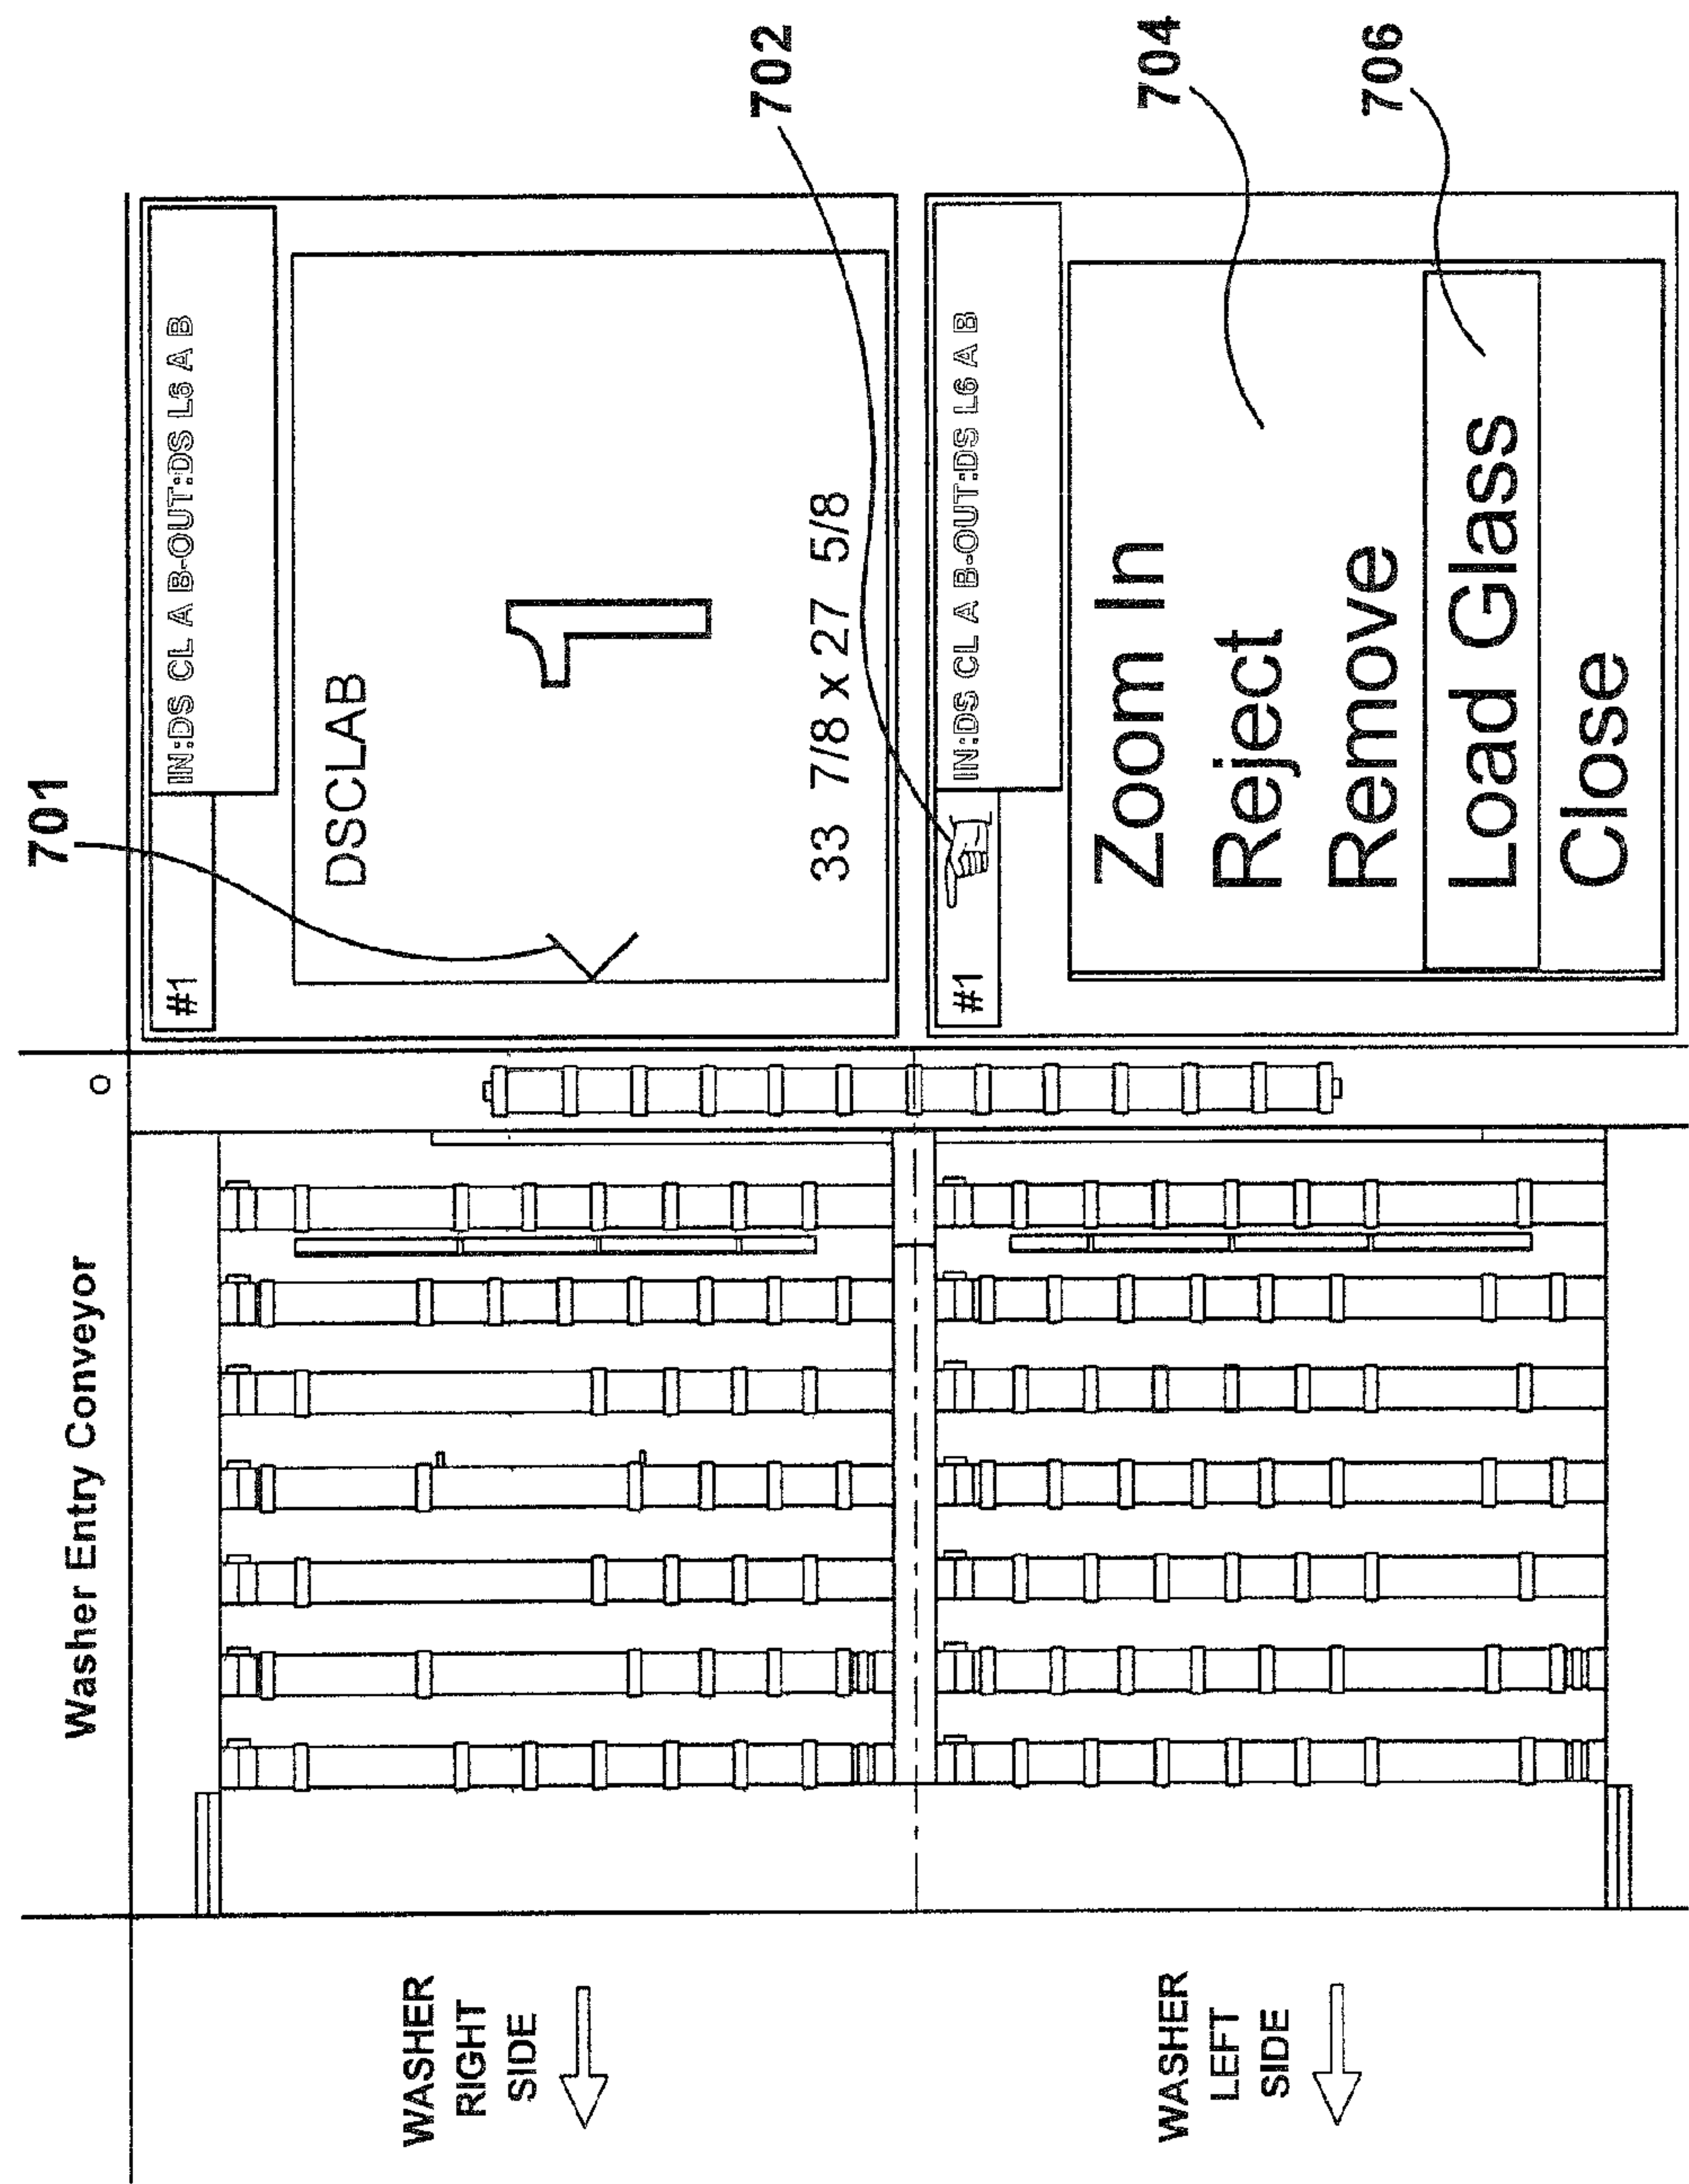 Washer Entry Conveyor
WASHER
RIGHT
SIDE
WASHER
LEFT
SIDE
701
#1
IN:DS CL A B-OUT:DS L6 A B
DSCLAB
1
33 7/8 x 27 5/8
702
#1
IN:DS CL A B-OUT:DS L6 A B
Zoom In
Reject
Remove
Load Glass
Close
704
706